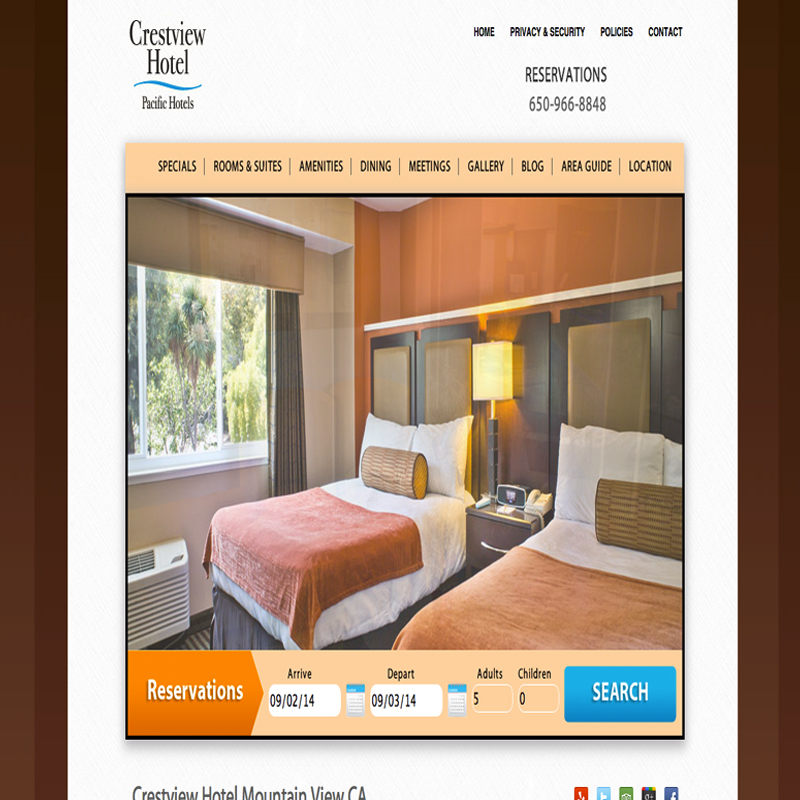 Crestview
Hotel
Pacific Hotels
HOME PRIVACY & SECURITY POLICIES CONTACT
RESERVATIONS
650-966-8848
SPECIALS ROOMS & SUITES AMENITIES DINING MEETINGS GALLERY BLOG AREA GUIDE LOCATION
Reservations
Arrive Depart Adults Children
09/02/14 09/03/14 5 0
SEARCH
Crestview Hotel Mountain View CA